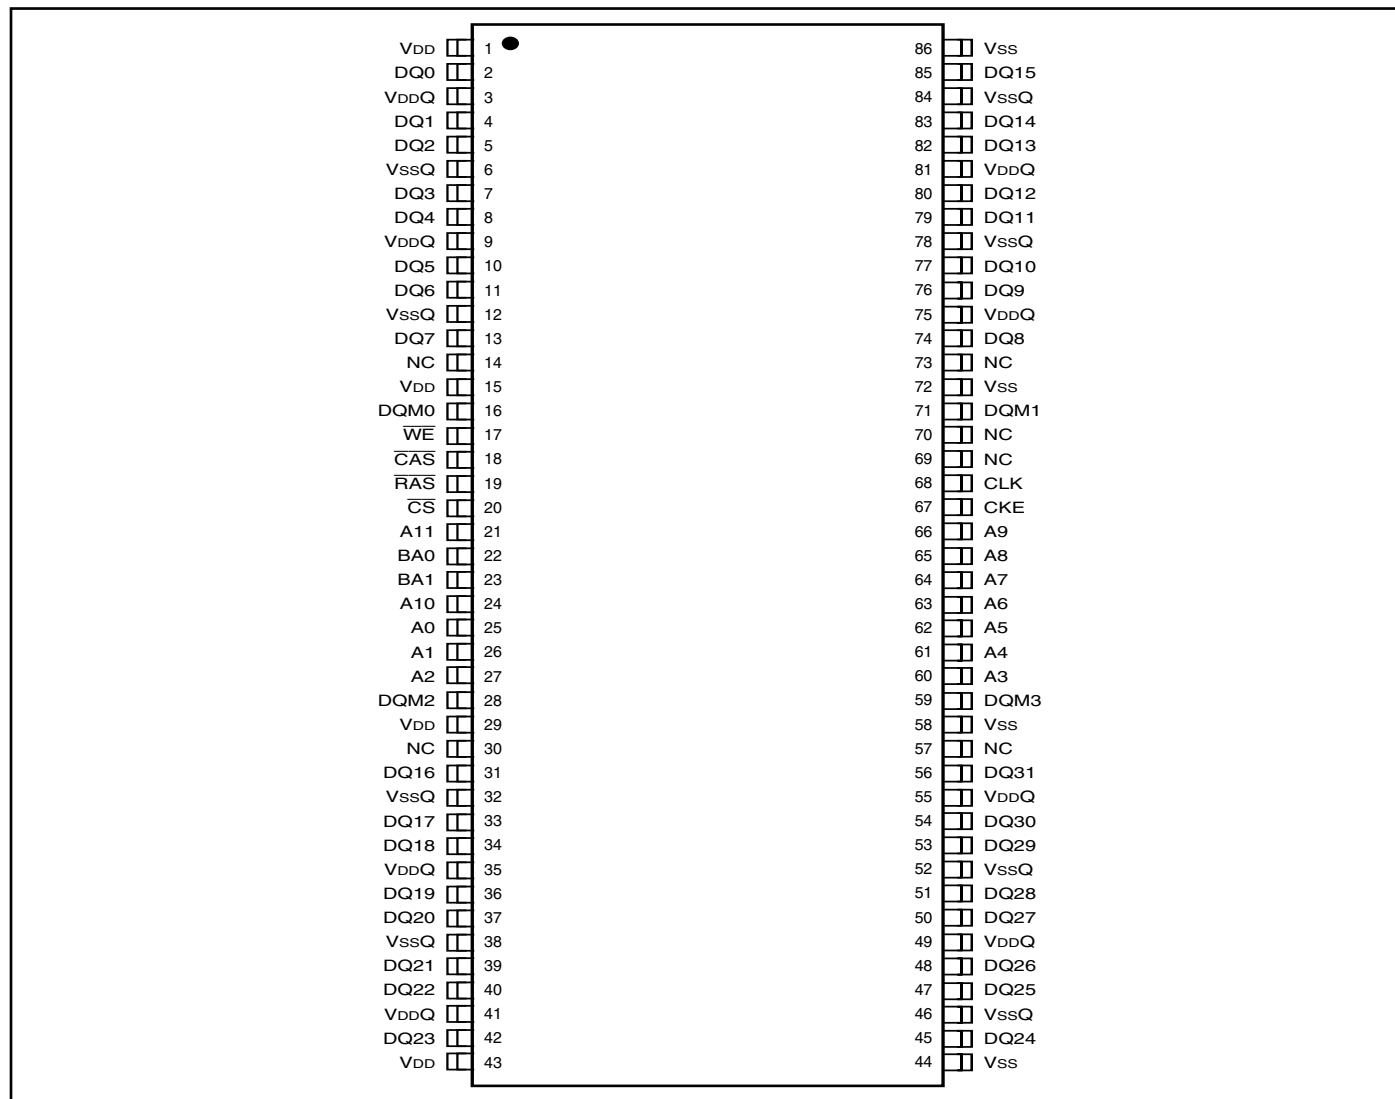 VDD 1 86 VSS
DQ0 2 85 DQ15
VDDQ 3 84 VSSQ
DQ1 4 83 DQ14
DQ2 5 82 DQ13
VSSQ 6 81 VDDQ
DQ3 7 80 DQ12
DQ4 8 79 DQ11
VDDQ 9 78 VSSQ
DQ5 10 77 DQ10
DQ6 11 76 DQ9
VSSQ 12 75 VDDQ
DQ7 13 74 DQ8
NC 14 73 NC
VDD 15 72 VSS
DQM0 16 71 DQM1
W̅E̅ 17 70 NC
C̅A̅S̅ 18 69 NC
R̅A̅S̅ 19 68 CLK
C̅S̅ 20 67 CKE
A11 21 66 A9
BA0 22 65 A8
BA1 23 64 A7
A10 24 63 A6
A0 25 62 A5
A1 26 61 A4
A2 27 60 A3
DQM2 28 59 DQM3
VDD 29 58 VSS
NC 30 57 NC
DQ16 31 56 DQ31
VSSQ 32 55 VDDQ
DQ17 33 54 DQ30
DQ18 34 53 DQ29
VDDQ 35 52 VSSQ
DQ19 36 51 DQ28
DQ20 37 50 DQ27
VSSQ 38 49 VDDQ
DQ21 39 48 DQ26
DQ22 40 47 DQ25
VDDQ 41 46 VSSQ
DQ23 42 45 DQ24
VDD 43 44 VSS